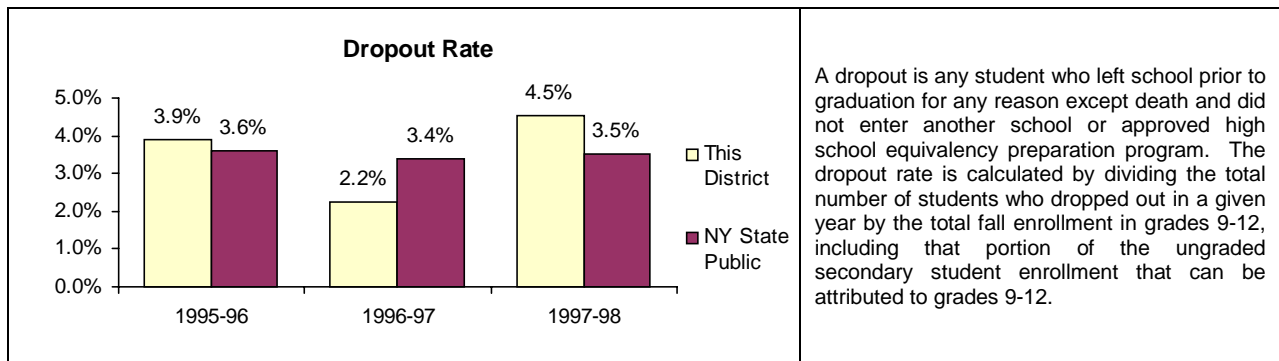 Dropout Rate
5.0%
4.0%
3.0%
2.0%
1.0%
0.0%
3.9%
3.6%
2.2%
3.4%
4.5%
3.5%
1995-96
1996-97
1997-98
This
District
NY State
Public
A dropout is any student who left school prior to
graduation for any reason except death and did
not enter another school or approved high
school equivalency preparation program. The
dropout rate is calculated by dividing the total
number of students who dropped out in a given
year by the total fall enrollment in grades 9-12,
including that portion of the ungraded
secondary student enrollment that can be
attributed to grades 9-12.